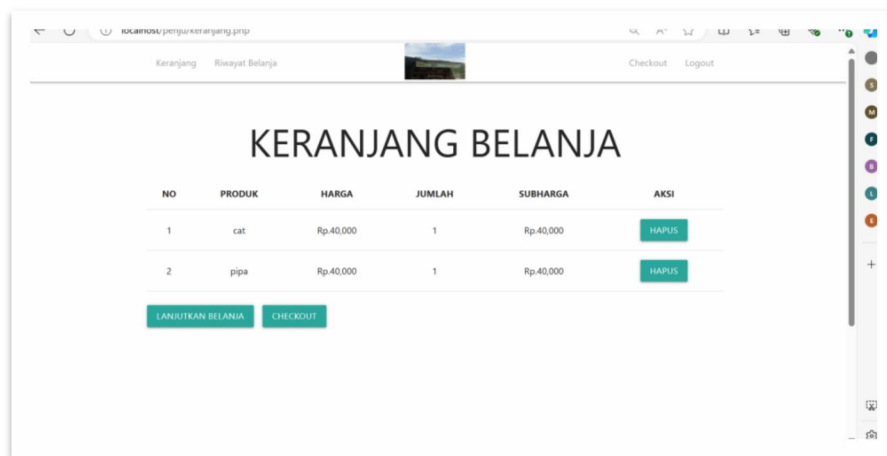 localhost/penju/keranjang.php
Keranjang Riwayat Belanja Checkout Logout
KERANJANG BELANJA
NO PRODUK HARGA JUMLAH SUBHARGA AKSI
1 cat Rp.40,000 1 Rp.40,000 HAPUS
2 pipa Rp.40,000 1 Rp.40,000 HAPUS
LANJUTKAN BELANJA CHECKOUT
S
M
F
B
L
E